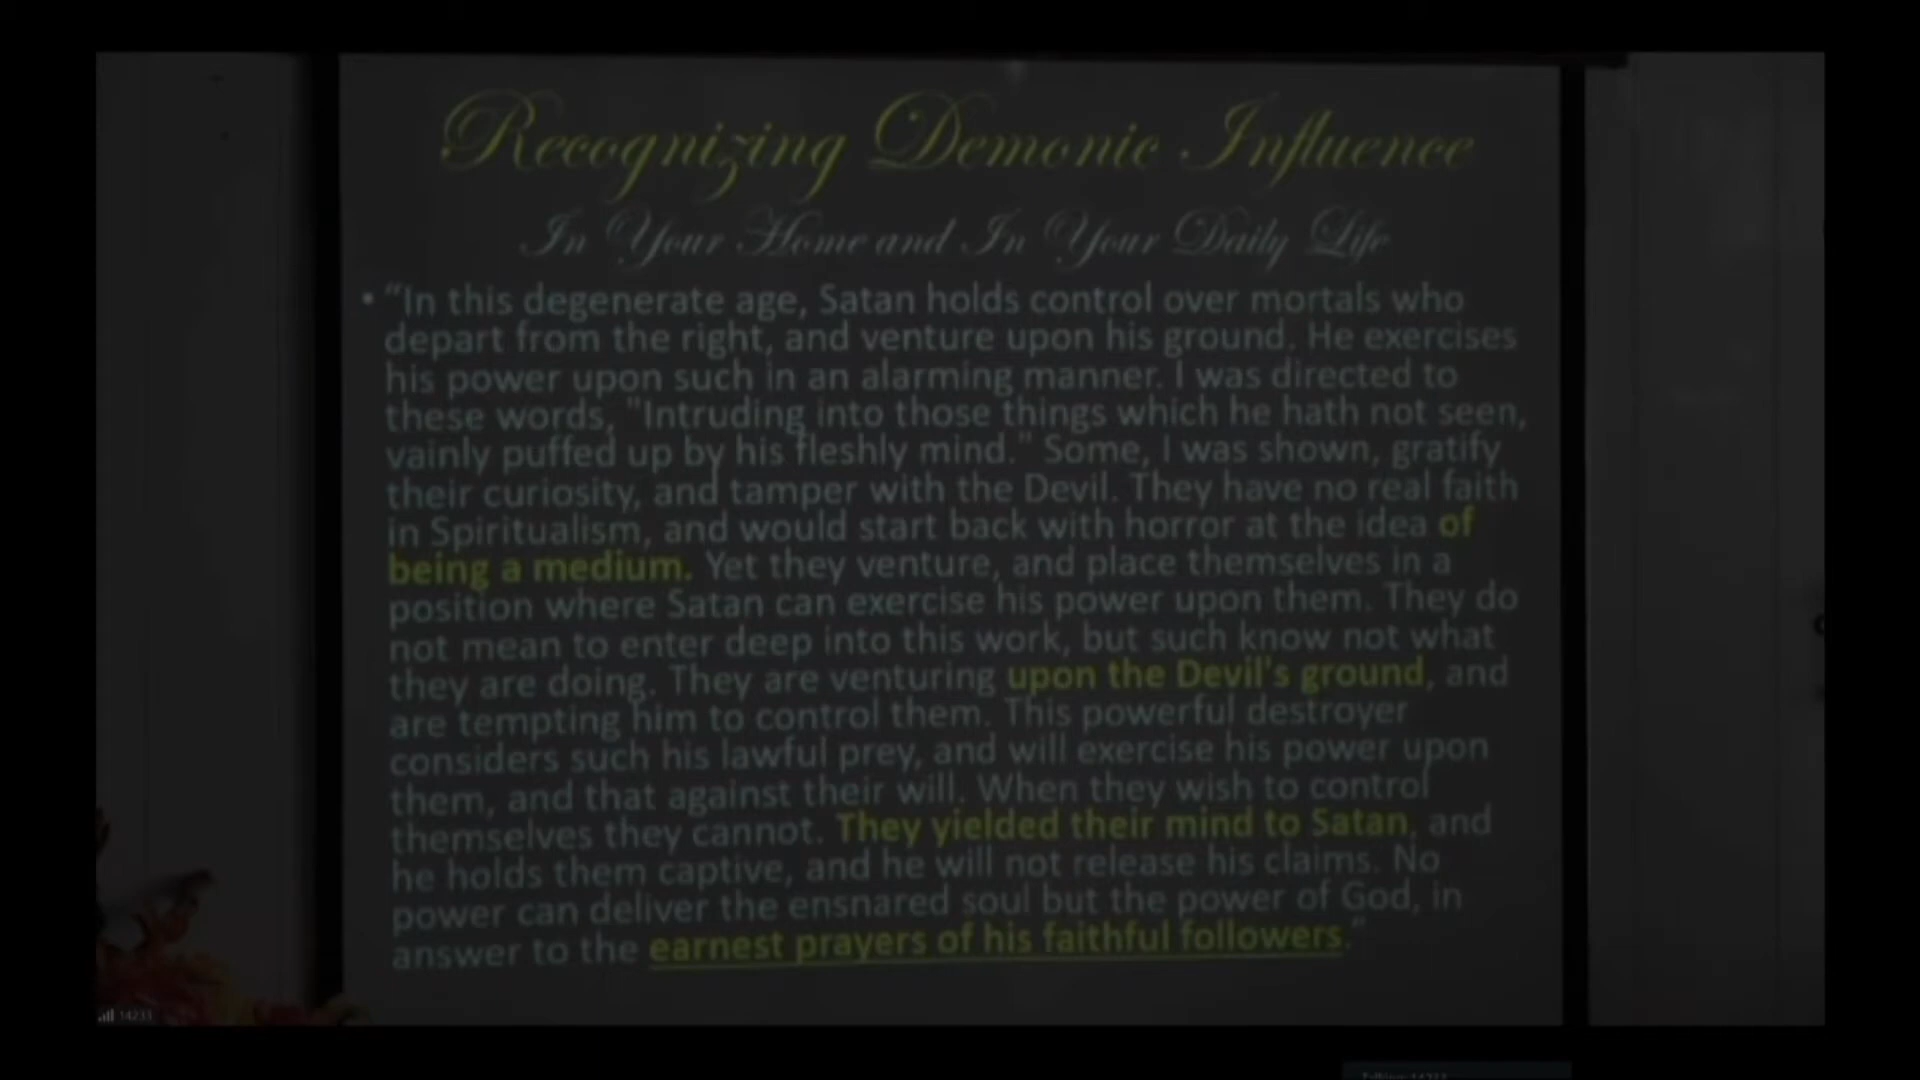 Recognizing Demonic Influence
In Your Home and In Your Daily Life
• “In this degenerate age, Satan holds control over mortals who
depart from the right, and venture upon his ground. He exercises
his power upon such in an alarming manner. I was directed to
these words, "Intruding into those things which he hath not seen,
vainly puffed up by his fleshly mind." Some, I was shown, gratify
their curiosity, and tamper with the Devil. They have no real faith
in Spiritualism, and would start back with horror at the idea of
being a medium. Yet they venture, and place themselves in a
position where Satan can exercise his power upon them. They do
not mean to enter deep into this work, but such know not what
they are doing. They are venturing upon the Devil's ground, and
are tempting him to control them. This powerful destroyer
considers such his lawful prey, and will exercise his power upon
them, and that against their will. When they wish to control
themselves they cannot. They yielded their mind to Satan, and
he holds them captive, and he will not release his claims. No
power can deliver the ensnared soul but the power of God, in
answer to the earnest prayers of his faithful followers.”
14233